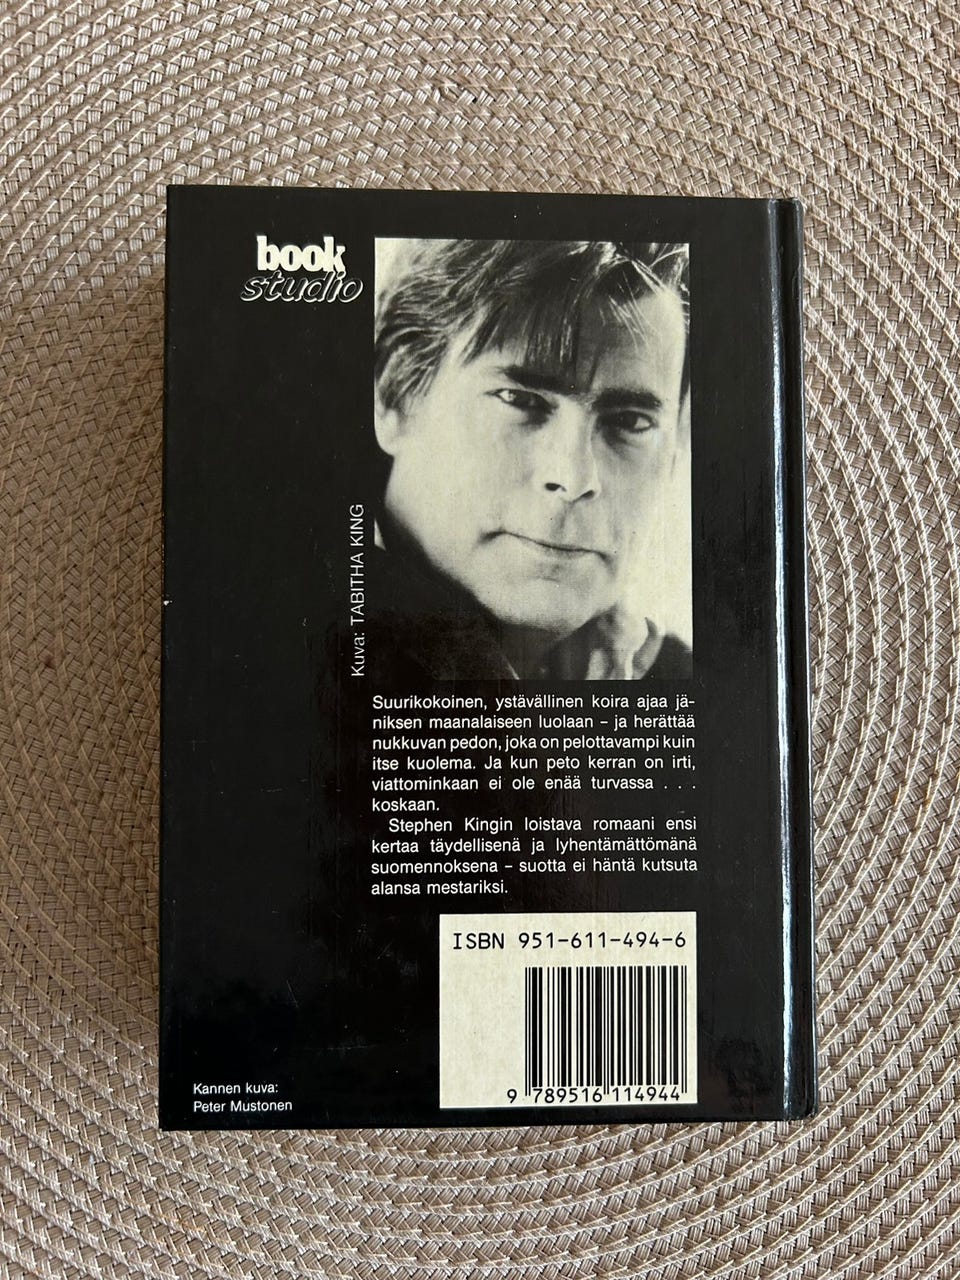 book
studio
Kuva: TABITHA KING
Suurikokoinen, ystävällinen koira ajaa jä-
niksen maanalaiseen luolaan – ja herättää
nukkuvan pedon, joka on pelottavampi kuin
itse kuolema. Ja kun peto kerran on irti,
viattominkaan ei ole enää turvassa . . .
koskaan.
Stephen Kingin loistava romaani ensi
kertaa täydellisenä ja lyhentämättömänä
suomennoksena – suotta ei häntä kutsuta
alansa mestariksi.
ISBN 951-611-494-6
9 789516 114944
Kannen kuva:
Peter Mustonen